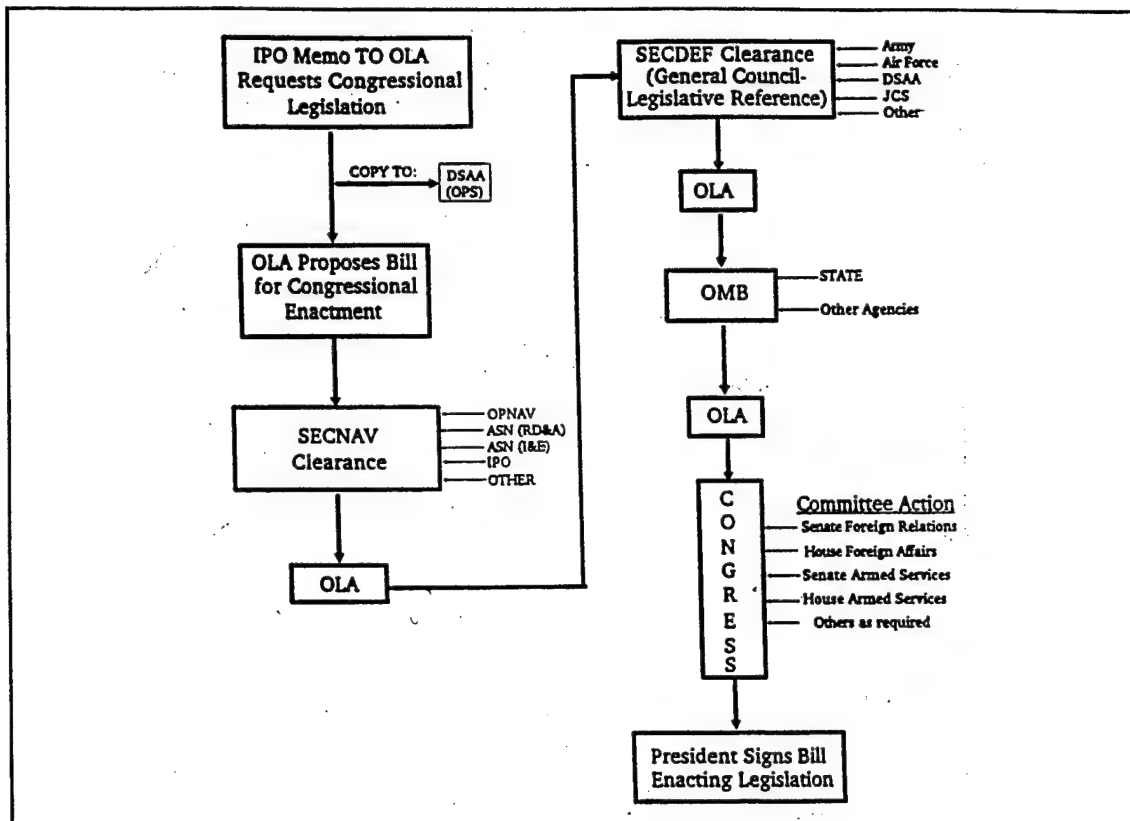 IPO Memo TO OLA
Requests Congressional
Legislation
COPY TO:
DSAA
(OPS)
OLA Proposes Bill
for Congressional
Enactment
SECNAV
Clearance
OPNAV
ASN (RD&A)
ASN (I&E)
IPO
OTHER
OLA
SECDEF Clearance
(General Council-
Legislative Reference)
Army
Air Force
DSAA
JCS
Other
OLA
OMB
STATE
Other Agencies
OLA
CONGRESS
Committee Action
Senate Foreign Relations
House Foreign Affairs
Senate Armed Services
House Armed Services
Others as required
President Signs Bill
Enacting Legislation